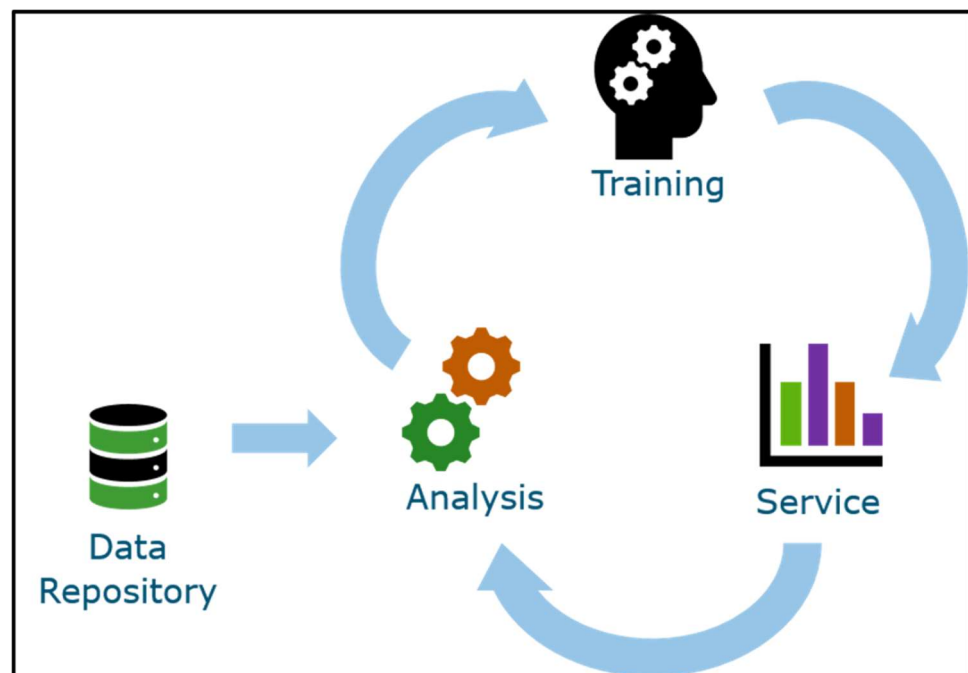 Training
Analysis
Service
Data
Repository